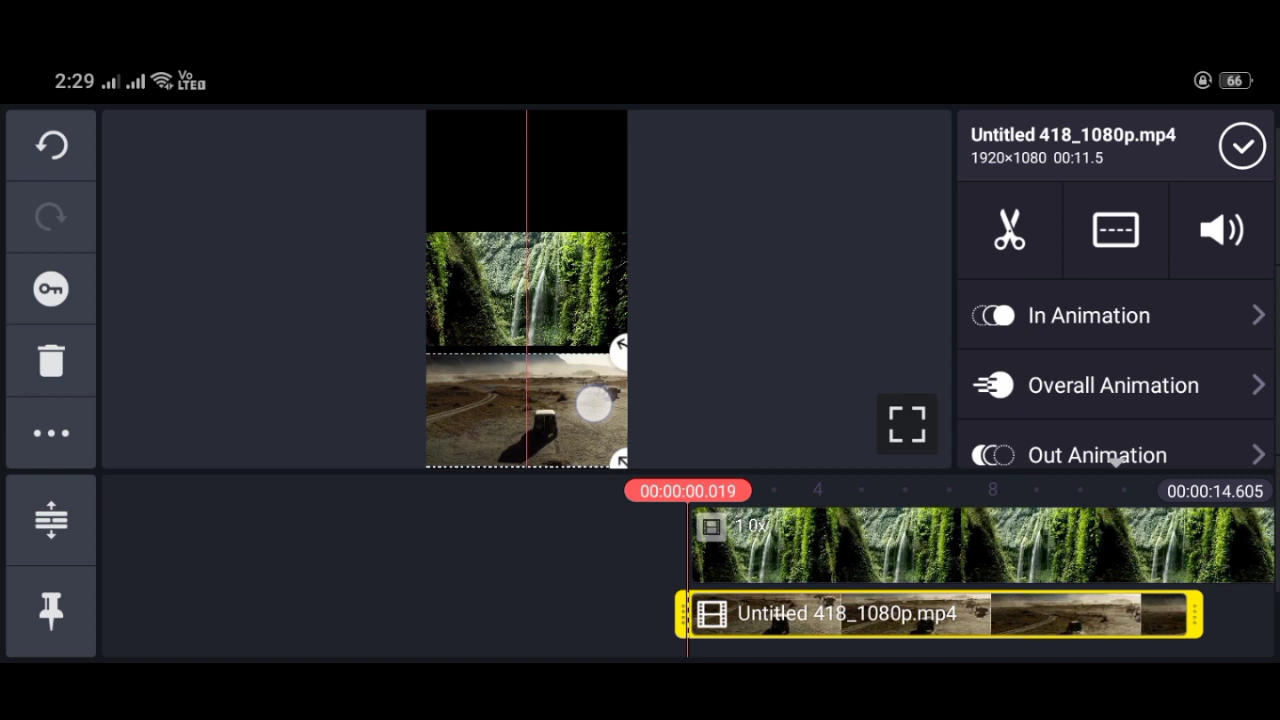 2:29 Vo LTE 66
Untitled 418_1080p.mp4
1920×1080 00:11.5
In Animation
Overall Animation
Out Animation
00:00:00.019 4 8 00:00:14.605
1.0x
Untitled 418_1080p.mp4